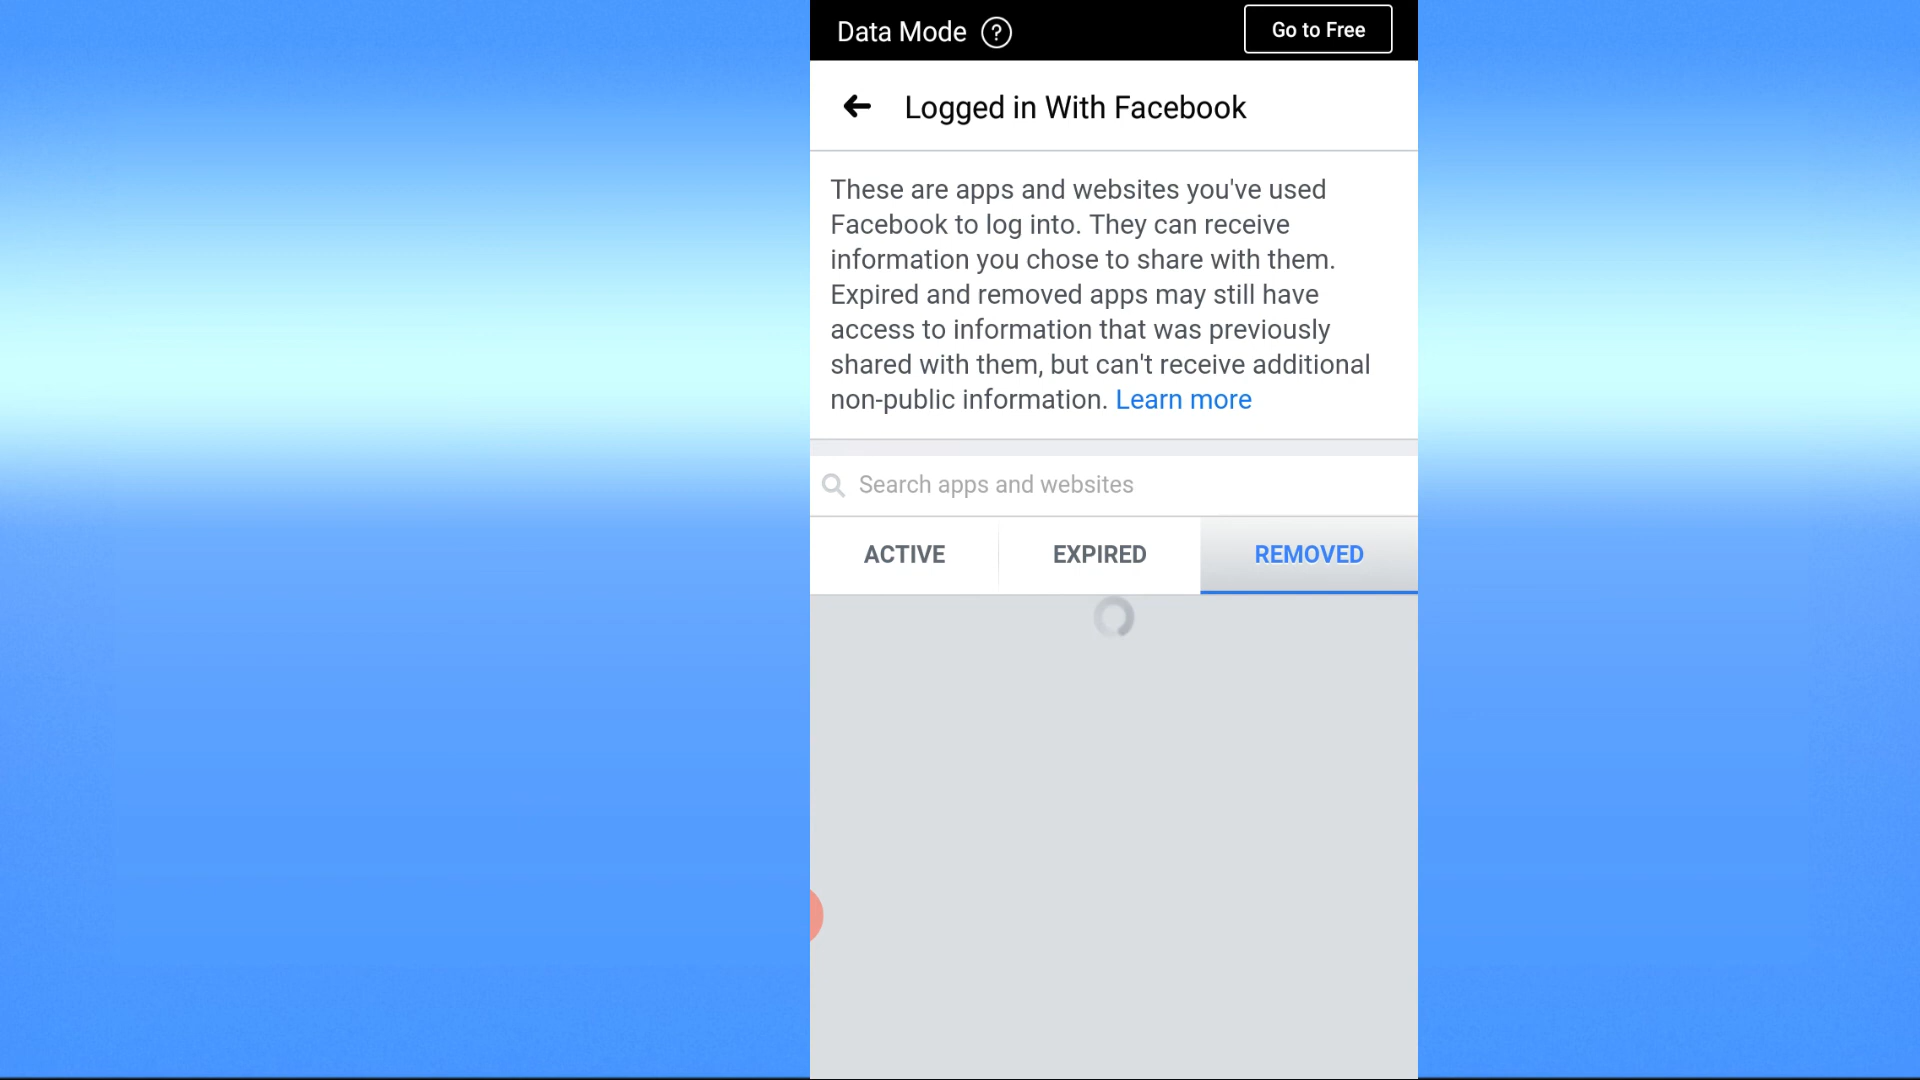 Data Mode ?
Go to Free
Logged in With Facebook
These are apps and websites you've used
Facebook to log into. They can receive
information you chose to share with them.
Expired and removed apps may still have
access to information that was previously
shared with them, but can't receive additional
non-public information. Learn more
Search apps and websites
ACTIVE
EXPIRED
REMOVED